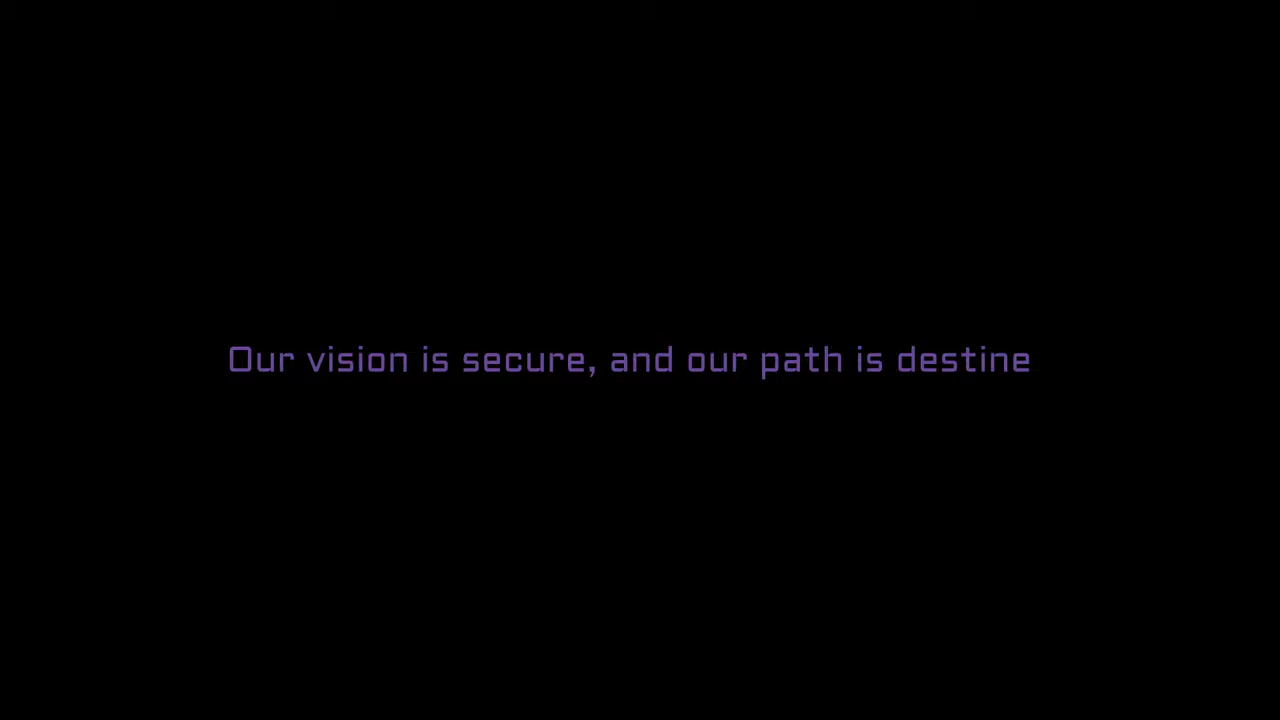 Our vision is secure, and our path is destine